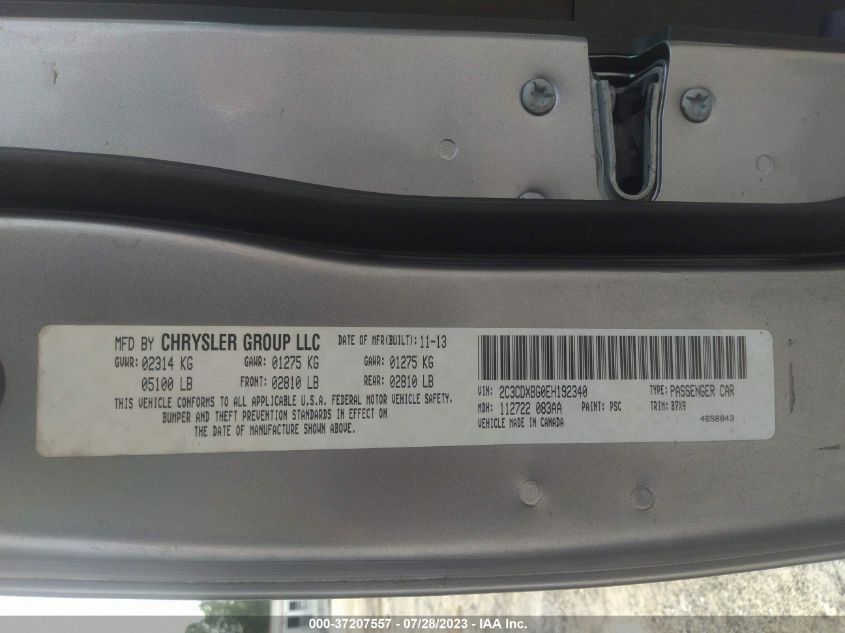 MFD BY CHRYSLER GROUP LLC DATE OF MFR(BUILT): 11-13
GVWR: 02314 KG GAWR: 01275 KG GAWR: 01275 KG
05100 LB FRONT: 02810 LB REAR: 02810 LB
THIS VEHICLE CONFORMS TO ALL APPLICABLE U.S.A. FEDERAL MOTOR VEHICLE SAFETY,
BUMPER AND THEFT PREVENTION STANDARDS IN EFFECT ON
THE DATE OF MANUFACTURE SHOWN ABOVE.
VIN: 2C3CDXBG0EH192340 TYPE: PASSENGER CAR
MDH: 112722 083AA PAINT: PSC TRIM: B7X9
VEHICLE MADE IN CANADA 4658843
000-37207557 - 07/28/2023 - IAA Inc.